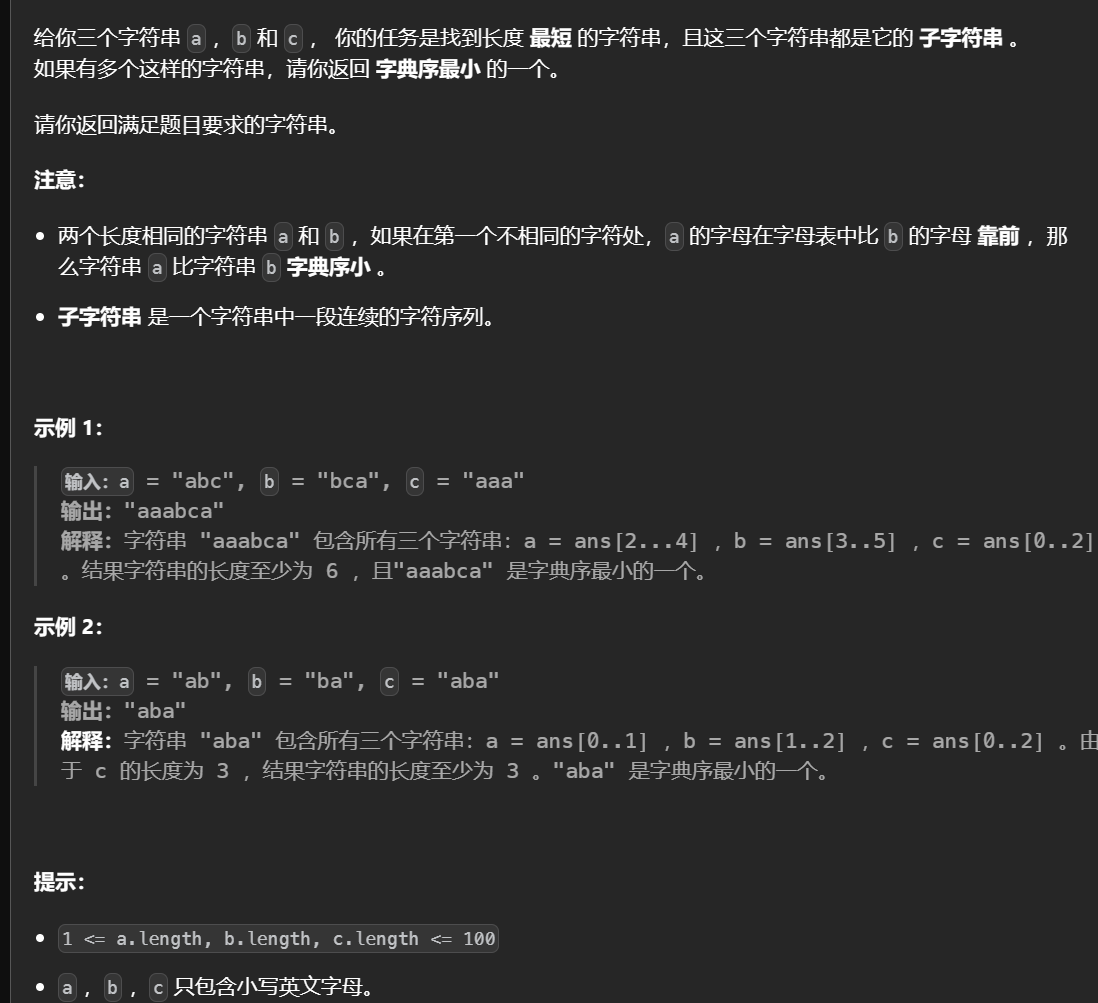 给你三个字符串 a ，b 和 c ， 你的任务是找到长度 最短 的字符串，且这三个字符串都是它的 子字符串 。
如果有多个这样的字符串，请你返回 字典序最小 的一个。
请你返回满足题目要求的字符串。
注意：
• 两个长度相同的字符串 a 和 b ，如果在第一个不相同的字符处，a 的字母在字母表中比 b 的字母 靠前 ，那
么字符串 a 比字符串 b 字典序小 。
• 子字符串 是一个字符串中一段连续的字符序列。
示例 1：
输入：a = "abc", b = "bca", c = "aaa"
输出："aaabca"
解释：字符串 "aaabca" 包含所有三个字符串：a = ans[2...4] ，b = ans[3..5] ，c = ans[0..2]
。结果字符串的长度至少为 6 ，且"aaabca" 是字典序最小的一个。
示例 2：
输入：a = "ab", b = "ba", c = "aba"
输出："aba"
解释：字符串 "aba" 包含所有三个字符串：a = ans[0..1] ，b = ans[1..2] ，c = ans[0..2] 。由
于 c 的长度为 3 ，结果字符串的长度至少为 3 。"aba" 是字典序最小的一个。
提示：
• 1 <= a.length, b.length, c.length <= 100
• a ，b ，c 只包含小写英文字母。